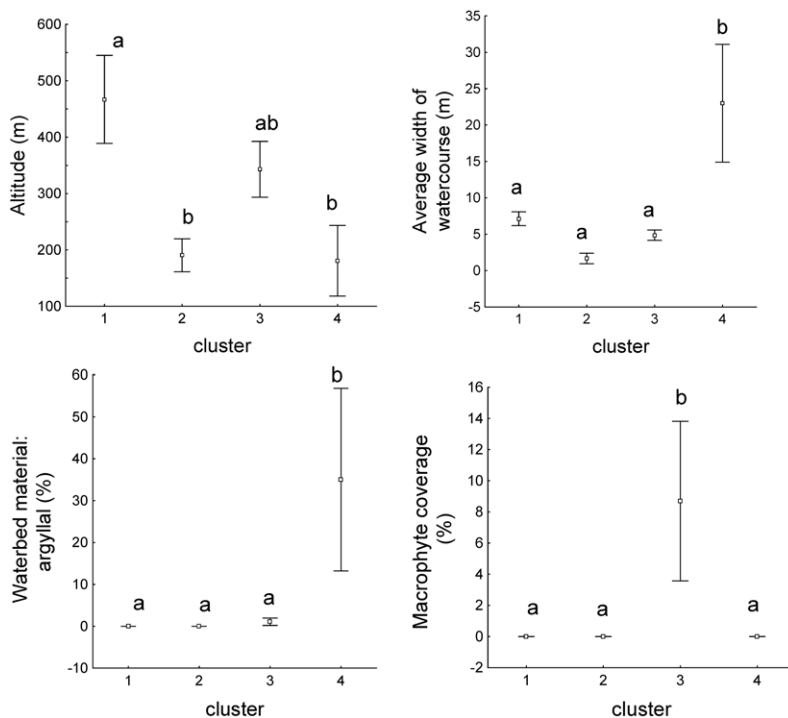 600
500
400
300
200
100
Altitude (m)
a
b
ab
b
1 2 3 4
cluster
35
30
25
20
15
10
5
0
-5
Average width of
watercourse (m)
a
a
a
b
1 2 3 4
cluster
60
50
40
30
20
10
0
-10
Waterbed material:
argyllal (%)
a
a
a
b
1 2 3 4
cluster
16
14
12
10
8
6
4
2
0
-2
Macrophyte coverage
(%)
a
a
b
a
1 2 3 4
cluster